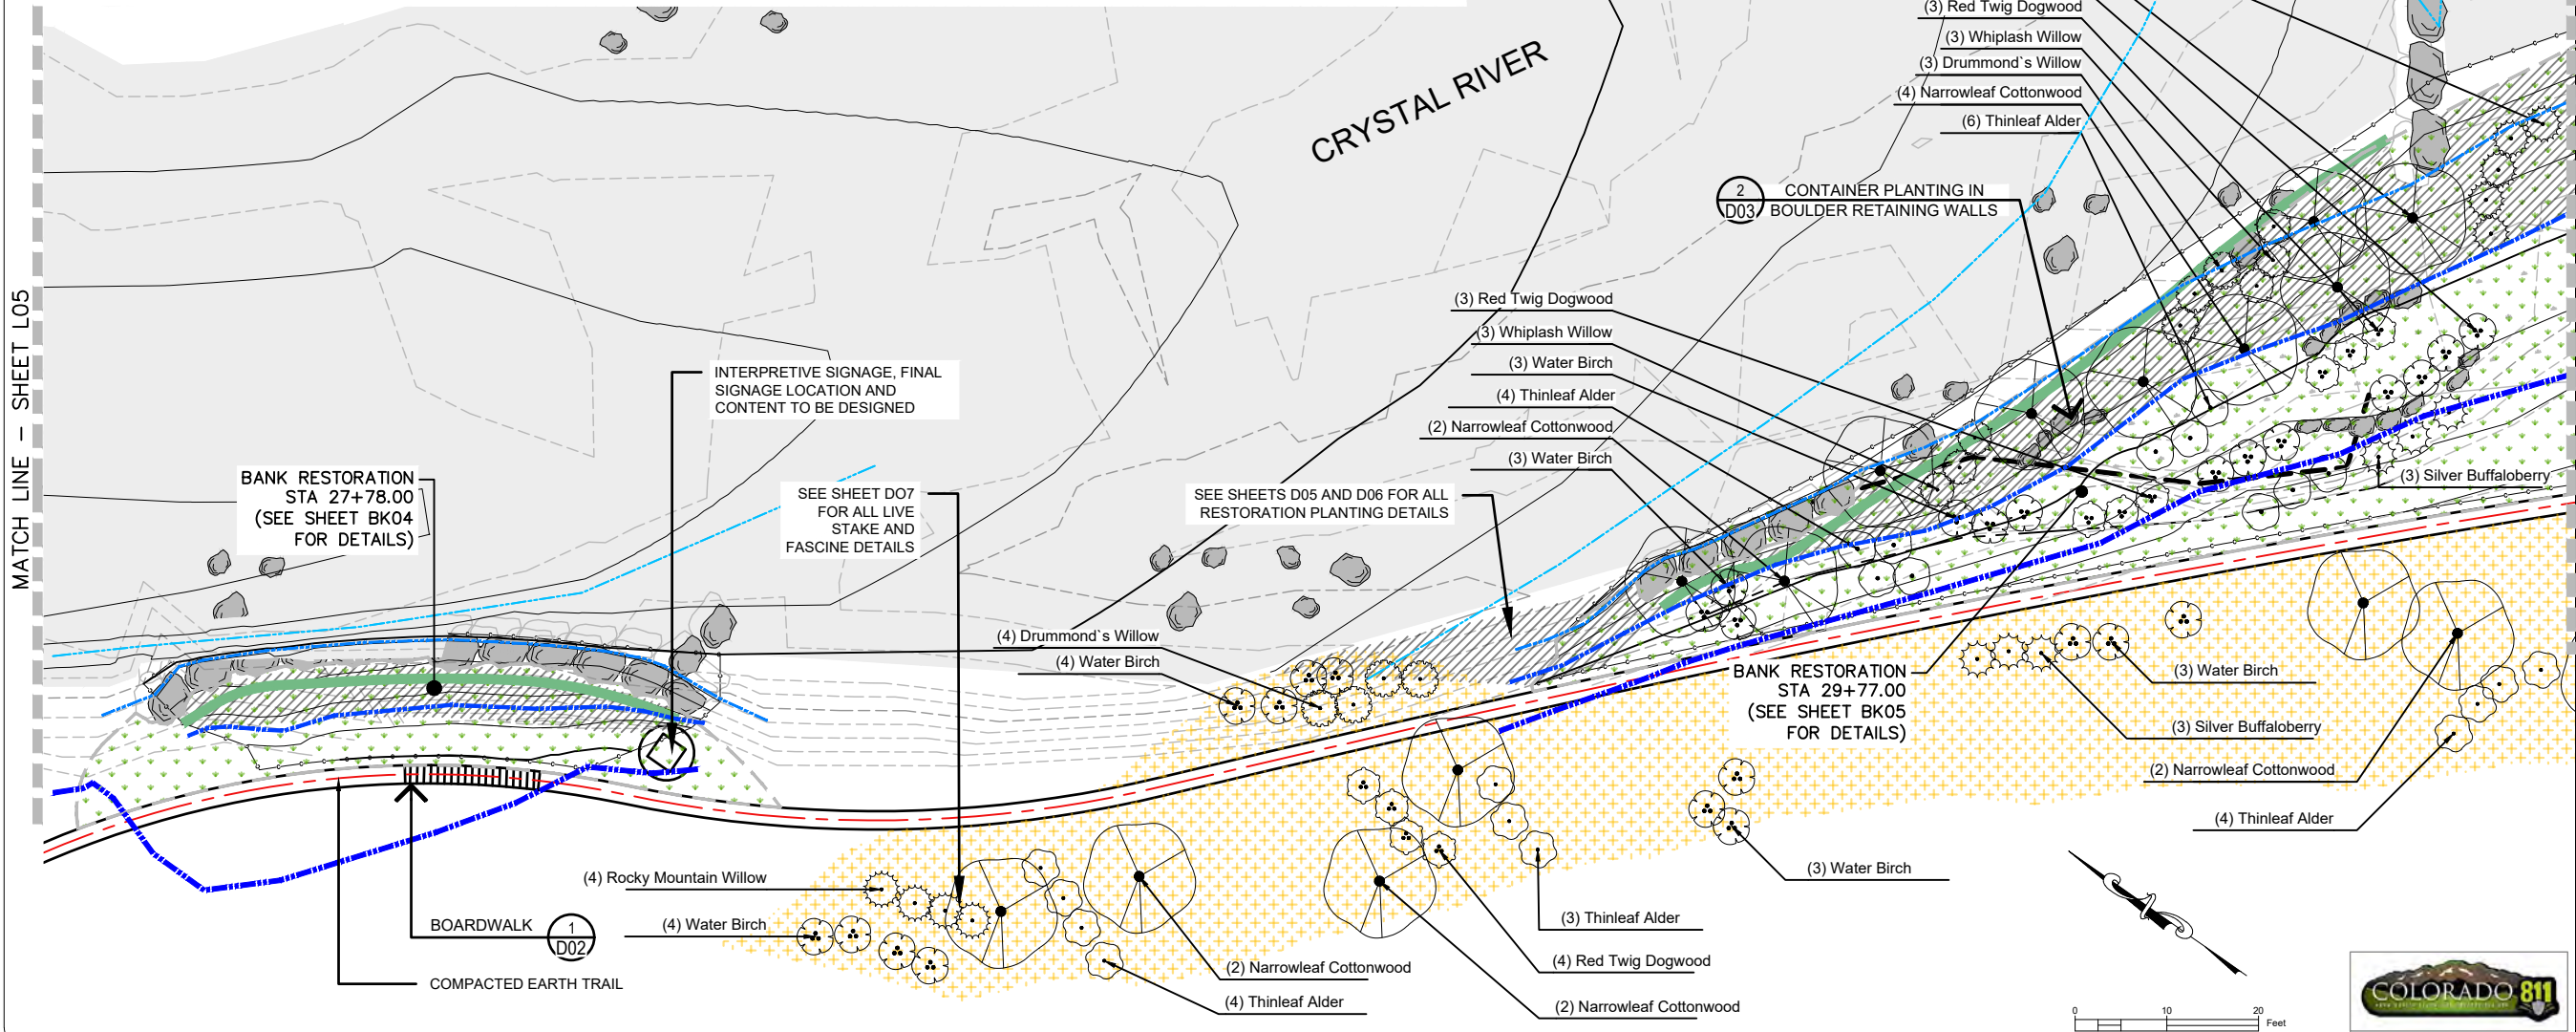 (3) Red Twig Dogwood
(3) Whiplash Willow
(3) Drummond`s Willow
(4) Narrowleaf Cottonwood
(6) Thinleaf Alder
CRYSTAL RIVER
2
D03
CONTAINER PLANTING IN
BOULDER RETAINING WALLS
MATCH LINE - SHEET L05
(3) Red Twig Dogwood
(3) Whiplash Willow
(3) Water Birch
(4) Thinleaf Alder
(2) Narrowleaf Cottonwood
(3) Water Birch
INTERPRETIVE SIGNAGE, FINAL
SIGNAGE LOCATION AND
CONTENT TO BE DESIGNED
BANK RESTORATION
STA 27+78.00
(SEE SHEET BK04
FOR DETAILS)
SEE SHEET DO7
FOR ALL LIVE
STAKE AND
FASCINE DETAILS
SEE SHEETS D05 AND D06 FOR ALL
RESTORATION PLANTING DETAILS
(3) Silver Buffaloberry
(4) Drummond`s Willow
(4) Water Birch
BANK RESTORATION
STA 29+77.00
(SEE SHEET BK05
FOR DETAILS)
(3) Water Birch
(3) Silver Buffaloberry
(2) Narrowleaf Cottonwood
(4) Thinleaf Alder
(3) Water Birch
(4) Rocky Mountain Willow
(4) Water Birch
BOARDWALK
1
D02
COMPACTED EARTH TRAIL
(3) Thinleaf Alder
(4) Red Twig Dogwood
(2) Narrowleaf Cottonwood
(2) Narrowleaf Cottonwood
(4) Thinleaf Alder
0 10 20
Feet
COLORADO 811